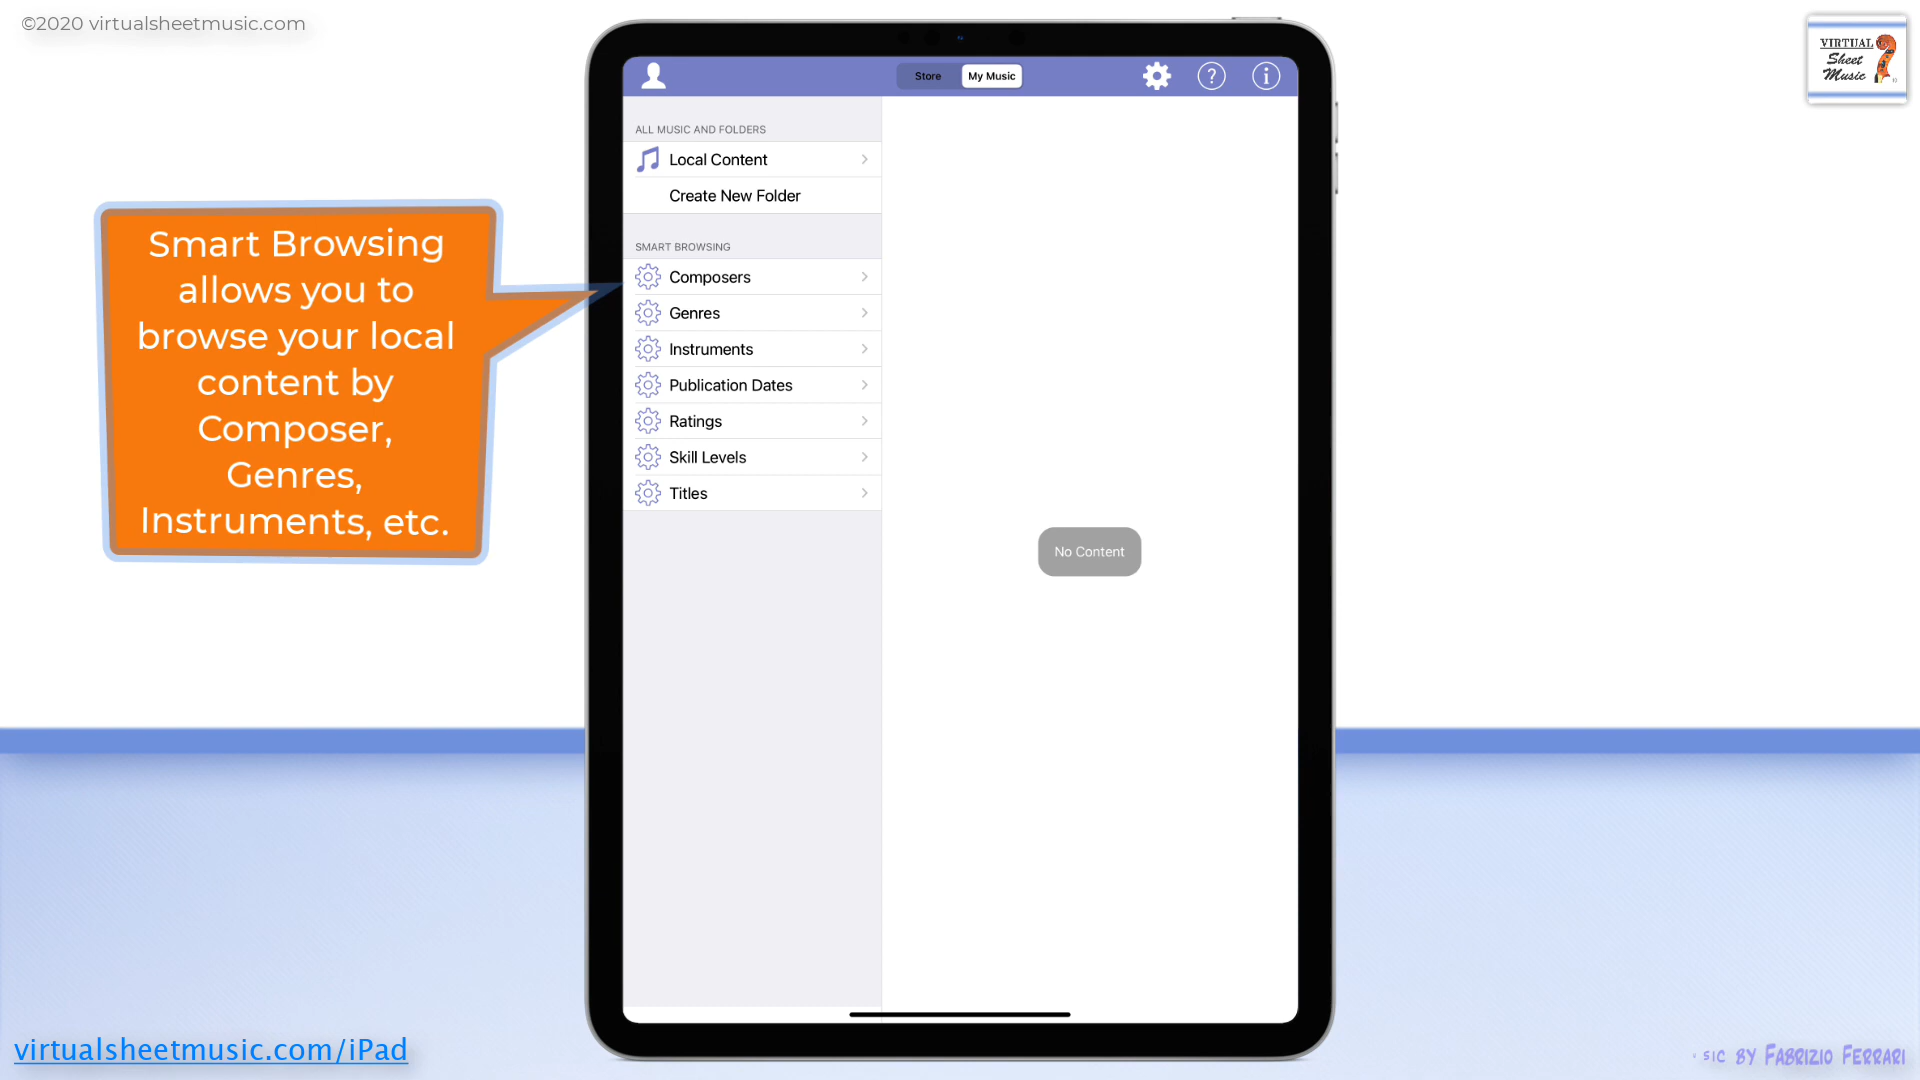 ©2020 virtualsheetmusic.com
VIRTUAL
Sheet
Music
Store
My Music
ALL MUSIC AND FOLDERS
Local Content
Create New Folder
SMART BROWSING
Composers
Genres
Instruments
Publication Dates
Ratings
Skill Levels
Titles
No Content
Smart Browsing
allows you to
browse your local
content by
Composer,
Genres,
Instruments, etc.
virtualsheetmusic.com/iPad
SIC BY FABRIZIO FERRARI